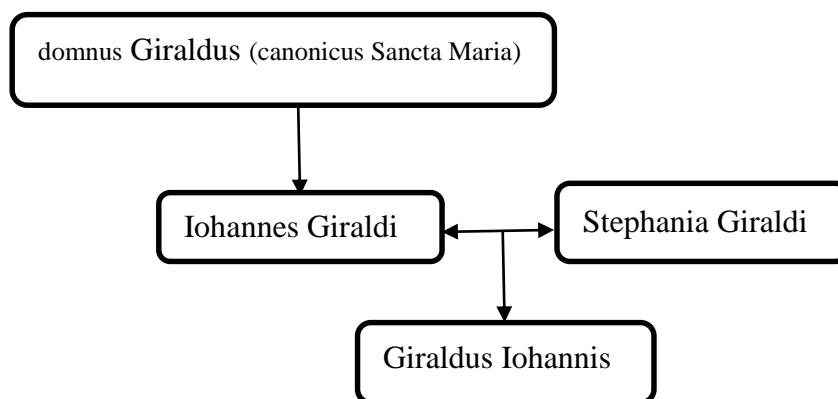 domnus Giraldus (canonicus Sancta Maria)
Iohannes Giraldi
Stephania Giraldi
Giraldus Iohannis